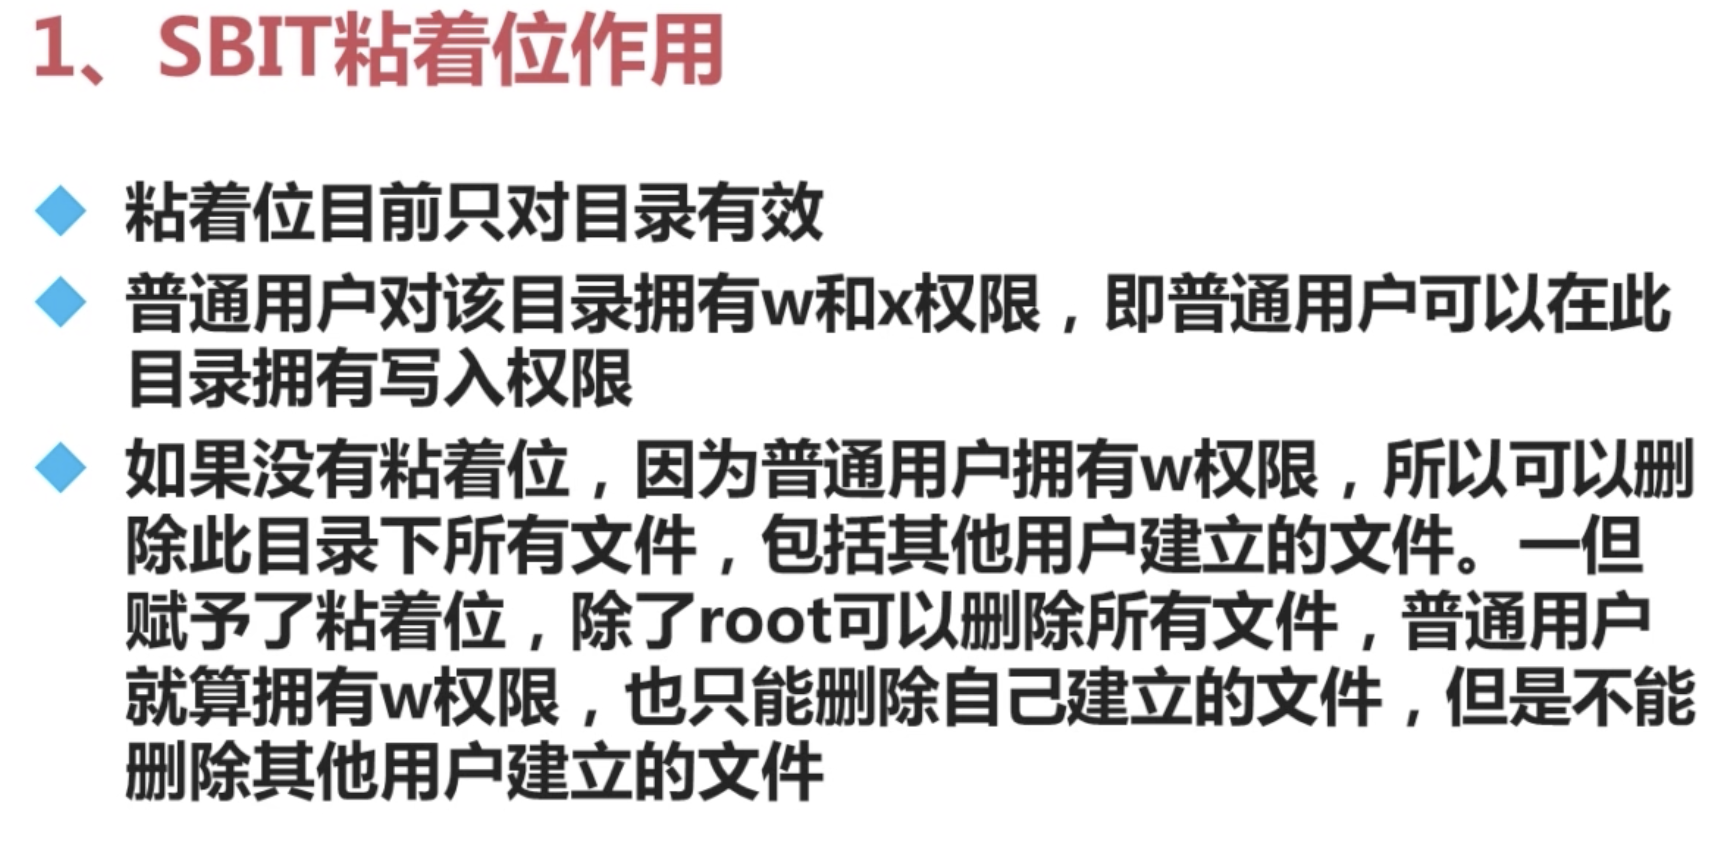 1、SBIT粘着位作用
粘着位目前只对目录有效
普通用户对该目录拥有w和x权限，即普通用户可以在此
目录拥有写入权限
如果没有粘着位，因为普通用户拥有w权限，所以可以删
除此目录下所有文件，包括其他用户建立的文件。一但
赋予了粘着位，除了root可以删除所有文件，普通用户
就算拥有w权限，也只能删除自己建立的文件，但是不能
删除其他用户建立的文件